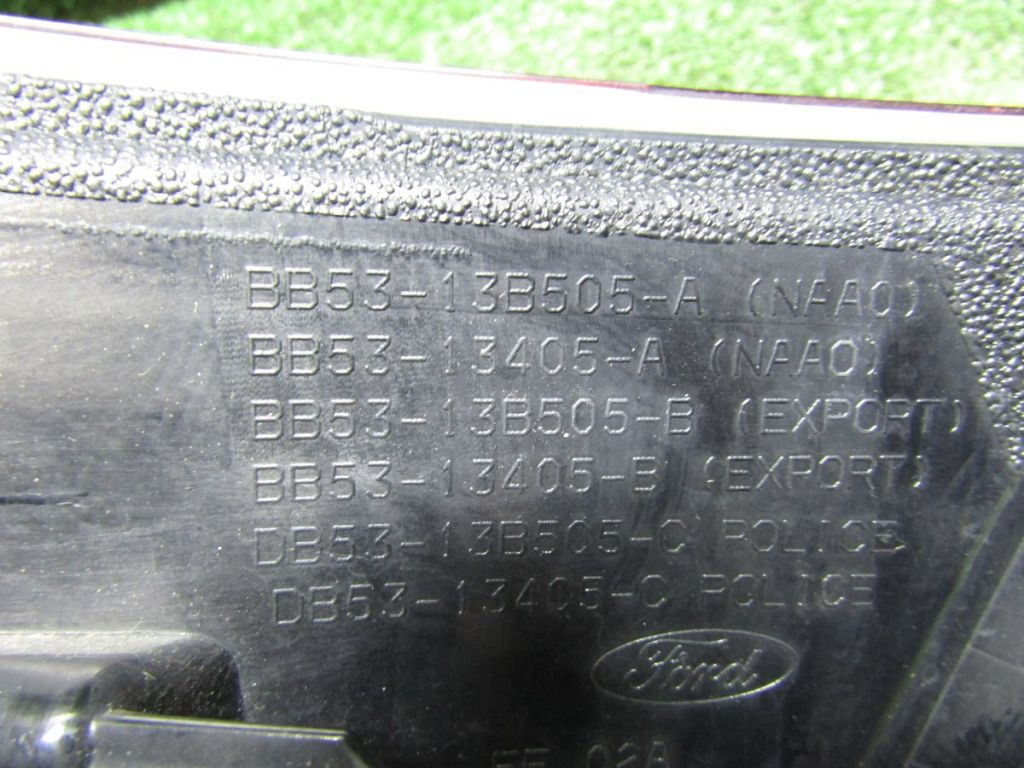 BB53-13B505-A (NAAO)
BB53-13405-A (NAAO)
BB53-13B505-B (EXPORT)
BB53-13405-B (EXPORT)
DB53-13B505-C POLICE
DB53-13405-C POLICE
Ford
02A